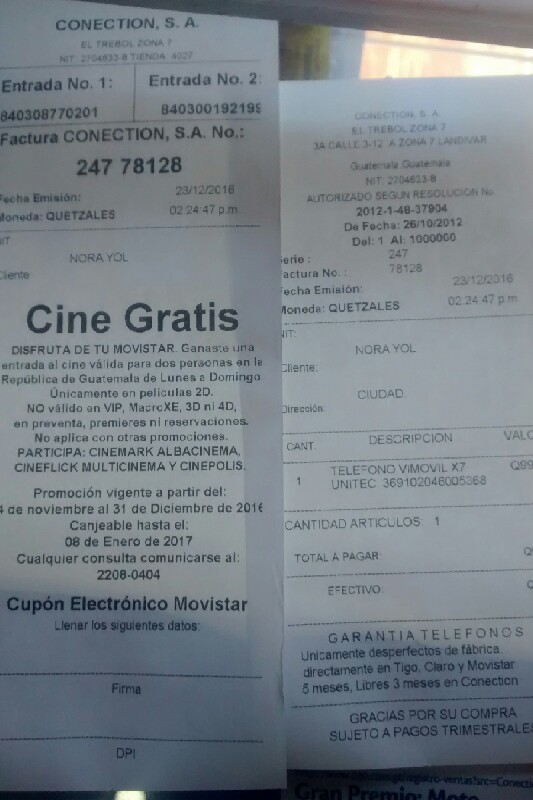 CONECTION, S. A.
EL TREBOL ZONA 7
NIT: 2704633-8 TIENDA 4027
Entrada No. 1:
Entrada No. 2:
840308770201
840300192199
Factura CONECTION, S.A. No.:
247 78128
Fecha Emisión:
23/12/2016
Moneda: QUETZALES
02:24:47 p.m.
NIT
NORA YOL
Cliente
Cine Gratis
DISFRUTA DE TU MOVISTAR. Ganaste una
entrada al cine válida para dos personas en la
República de Guatemala de Lunes a Domingo.
Únicamente en películas 2D.
NO válido en VIP, MacroXE, 3D ni 4D,
en preventa, premieres ni reservaciones.
No aplica con otras promociones.
PARTICIPA: CINEMARK ALBACINEMA,
CINEFLICK MULTICINEMA Y CINEPOLIS.
Promoción vigente a partir del:
4 de noviembre al 31 de Diciembre de 2016
Canjeable hasta el:
08 de Enero de 2017
Cualquier consulta comunicarse al:
2208-0404
Cupón Electrónico Movistar
Llenar los siguientes datos:
Firma
DPI
CONECTION, S. A.
EL TREBOL ZONA 7
3A CALLE 3-12 A ZONA 7 LANDIVAR
Guatemala,Guatemala
NIT: 2704633-8
AUTORIZADO SEGUN RESOLUCION No.
2012-1-48-37904
De Fecha: 26/10/2012
Del: 1 Al: 1000000
Serie :
247
Factura No. :
78128
Fecha Emisión:
23/12/2016
Moneda: QUETZALES
02:24:47 p.m.
NIT:
NORA YOL
Cliente:
CIUDAD.
Dirección:
CANT. DESCRIPCION VALO
1 TELEFONO VIMOVIL X7 Q99
UNITEC 369102046005368
CANTIDAD ARTICULOS: 1
TOTAL A PAGAR: Q
EFECTIVO: Q
GARANTIA TELEFONOS
Unicamente desperfectos de fábrica.
directamente en Tigo, Claro y Movistar
6 meses, Libres 3 meses en Conection
GRACIAS POR SU COMPRA
SUJETO A PAGOS TRIMESTRALES
Gran Premio: Moto